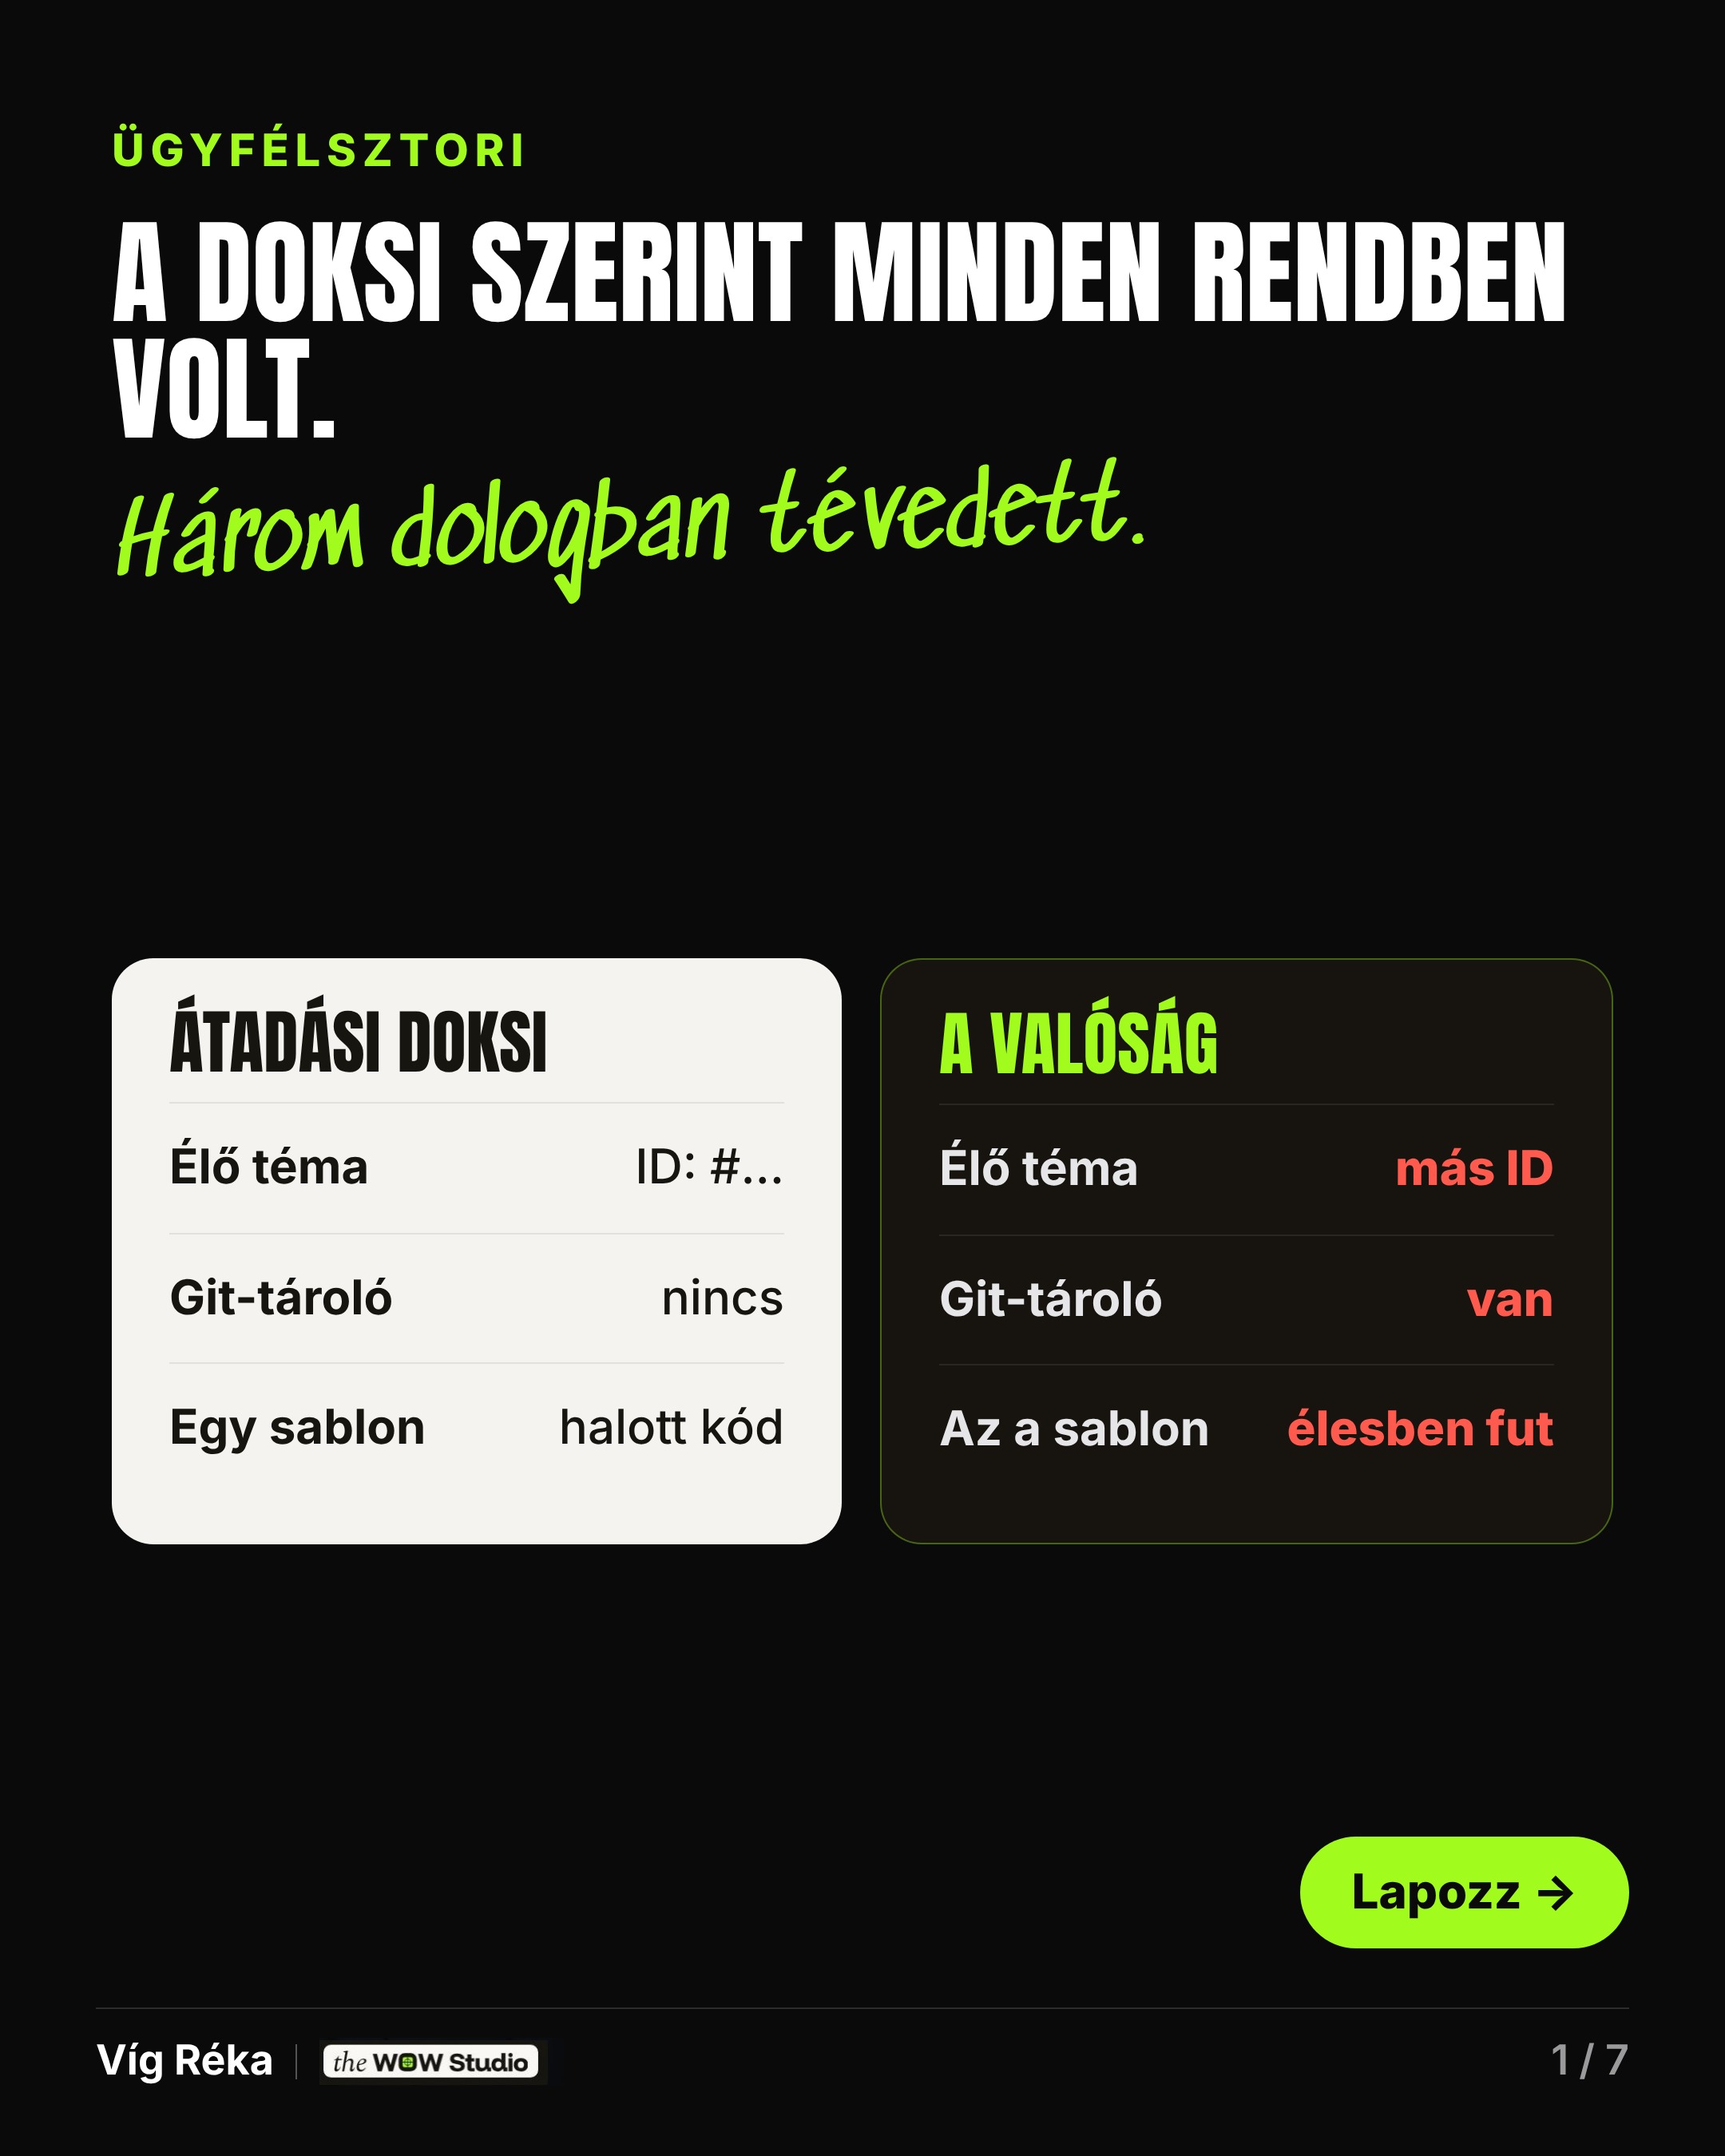 ÜGYFÉLSZTORI
A DOKSI SZERINT MINDEN RENDBEN
VOLT.
Három dologban tévedett.
ÁTADÁSI DOKSI
Élő téma ID: #...
Git-tároló nincs
Egy sablon halott kód
A VALÓSÁG
Élő téma más ID
Git-tároló van
Az a sablon élesben fut
Lapozz →
Víg Réka the WOW Studio 1 / 7